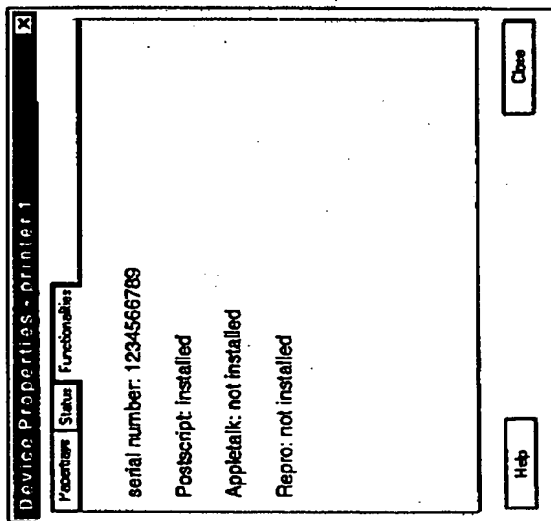 Device Properties - printer 1
Papertrays Status Functionalities
serial number: 1234566789
Postscript: installed
Appletalk: not installed
Repro: not installed
Help Close